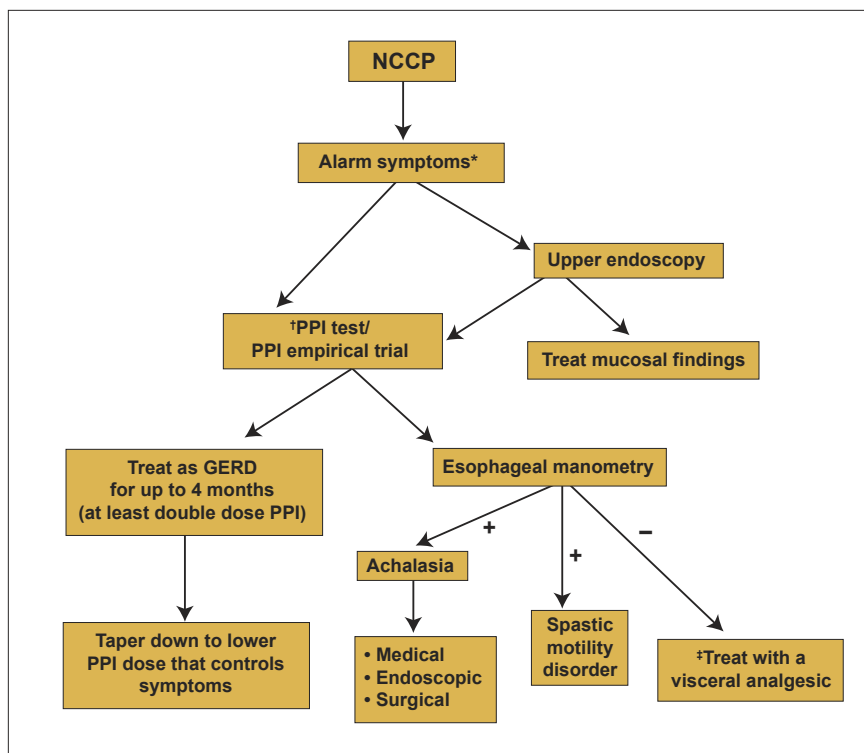 NCCP
Alarm symptoms*
Upper endoscopy
†PPI test/
PPI empirical trial
Treat mucosal findings
Treat as GERD
for up to 4 months
(at least double dose PPI)
Esophageal manometry
+
+
–
Achalasia
Taper down to lower
PPI dose that controls
symptoms
• Medical
• Endoscopic
• Surgical
Spastic
motility
disorder
‡Treat with a
visceral analgesic